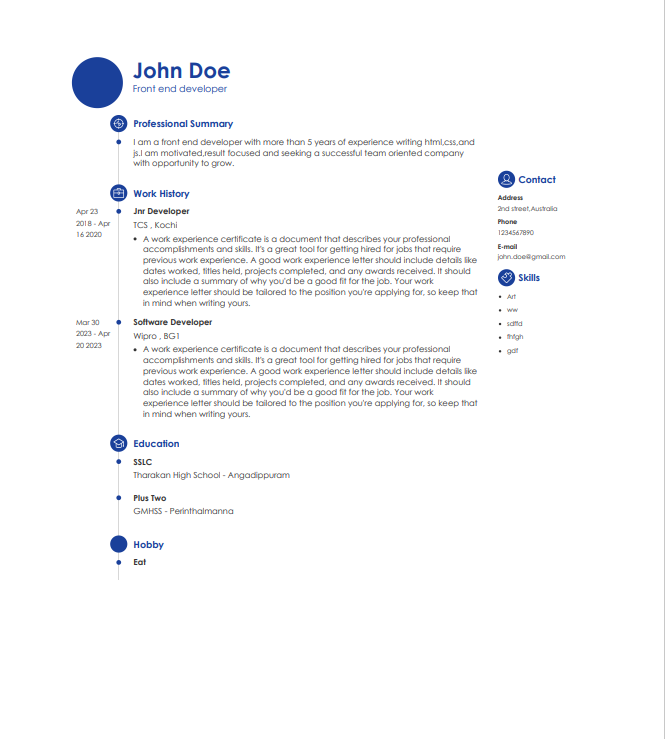 John Doe
Front end developer
Professional Summary
I am a front end developer with more than 5 years of experience writing html,css,and
js.I am motivated,result focused and seeking a successful team oriented company
with opportunity to grow.
Work History
Apr 23
2018 - Apr
16 2020
Jnr Developer
TCS , Kochi
• A work experience certificate is a document that describes your professional
accomplishments and skills. It's a great tool for getting hired for jobs that require
previous work experience. A good work experience letter should include details like
dates worked, titles held, projects completed, and any awards received. It should
also include a summary of why you'd be a good fit for the job. Your work
experience letter should be tailored to the position you're applying for, so keep that
in mind when writing yours.
Mar 30
2023 - Apr
20 2023
Software Developer
Wipro , BG1
• A work experience certificate is a document that describes your professional
accomplishments and skills. It's a great tool for getting hired for jobs that require
previous work experience. A good work experience letter should include details like
dates worked, titles held, projects completed, and any awards received. It should
also include a summary of why you'd be a good fit for the job. Your work
experience letter should be tailored to the position you're applying for, so keep that
in mind when writing yours.
Education
SSLC
Tharakan High School - Angadippuram
Plus Two
GMHSS - Perinthalmanna
Hobby
Eat
Contact
Address
2nd street,Australia
Phone
1234567890
E-mail
john.doe@gmail.com
Skills
• Art
• ww
• sdffd
• fhfgh
• gdf